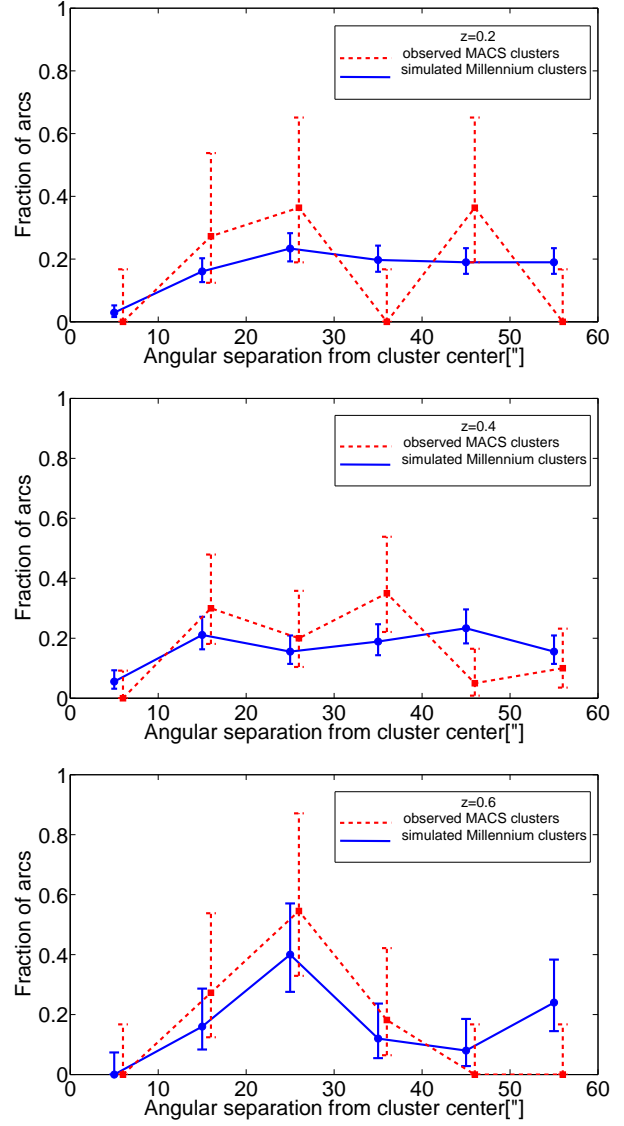 1
0.8
0.6
0.4
0.2
0
Fraction of arcs
z=0.2
observed MACS clusters
simulated Millennium clusters
0 10 20 30 40 50 60
Angular separation from cluster center["]
1
0.8
0.6
0.4
0.2
0
Fraction of arcs
z=0.4
observed MACS clusters
simulated Millennium clusters
0 10 20 30 40 50 60
Angular separation from cluster center["]
1
0.8
0.6
0.4
0.2
0
Fraction of arcs
z=0.6
observed MACS clusters
simulated Millennium clusters
0 10 20 30 40 50 60
Angular separation from cluster center["]